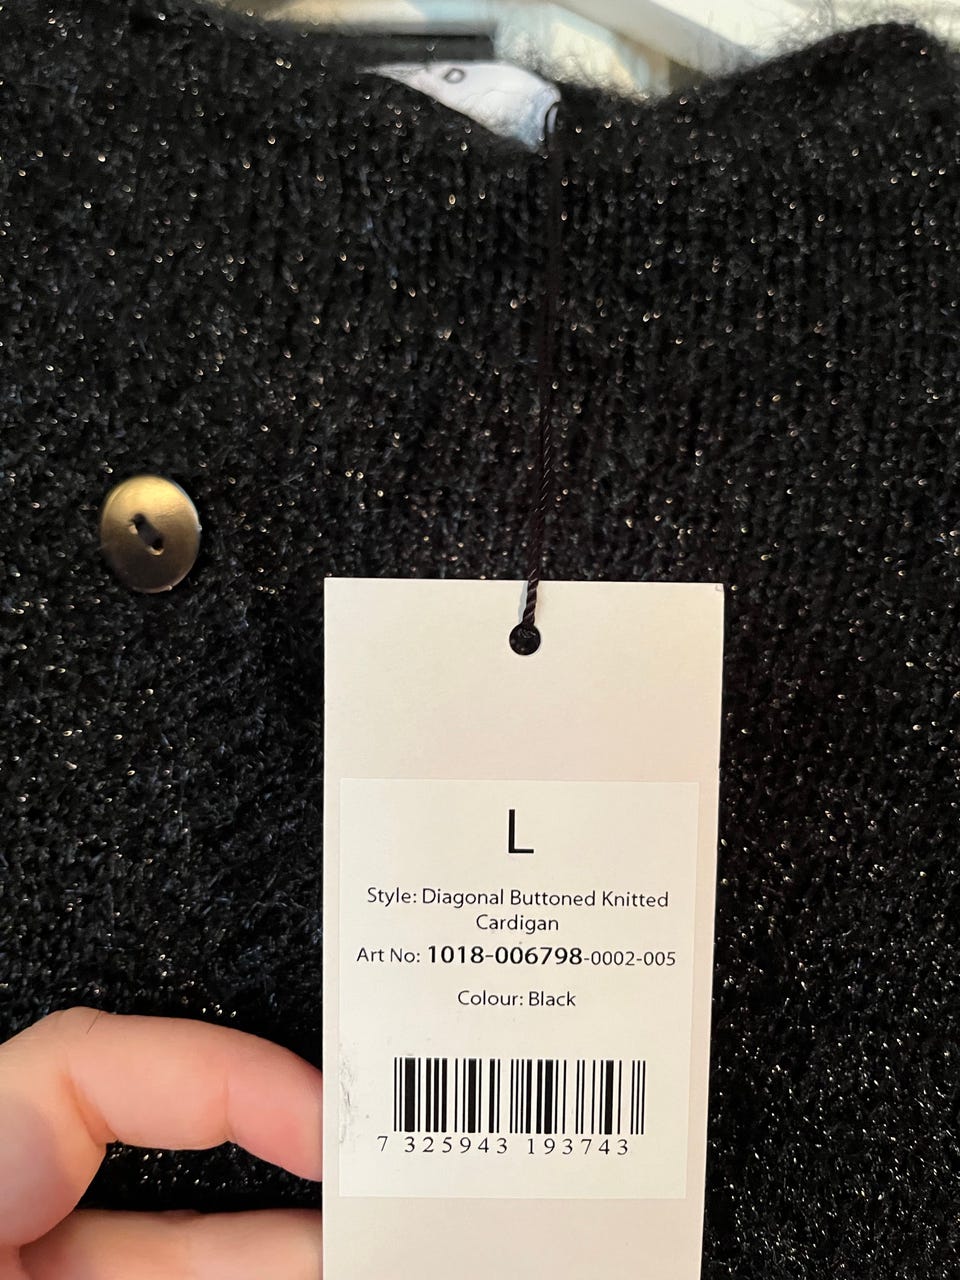 L
Style: Diagonal Buttoned Knitted
Cardigan
Art No: 1018-006798-0002-005
Colour: Black
7 325943 193743